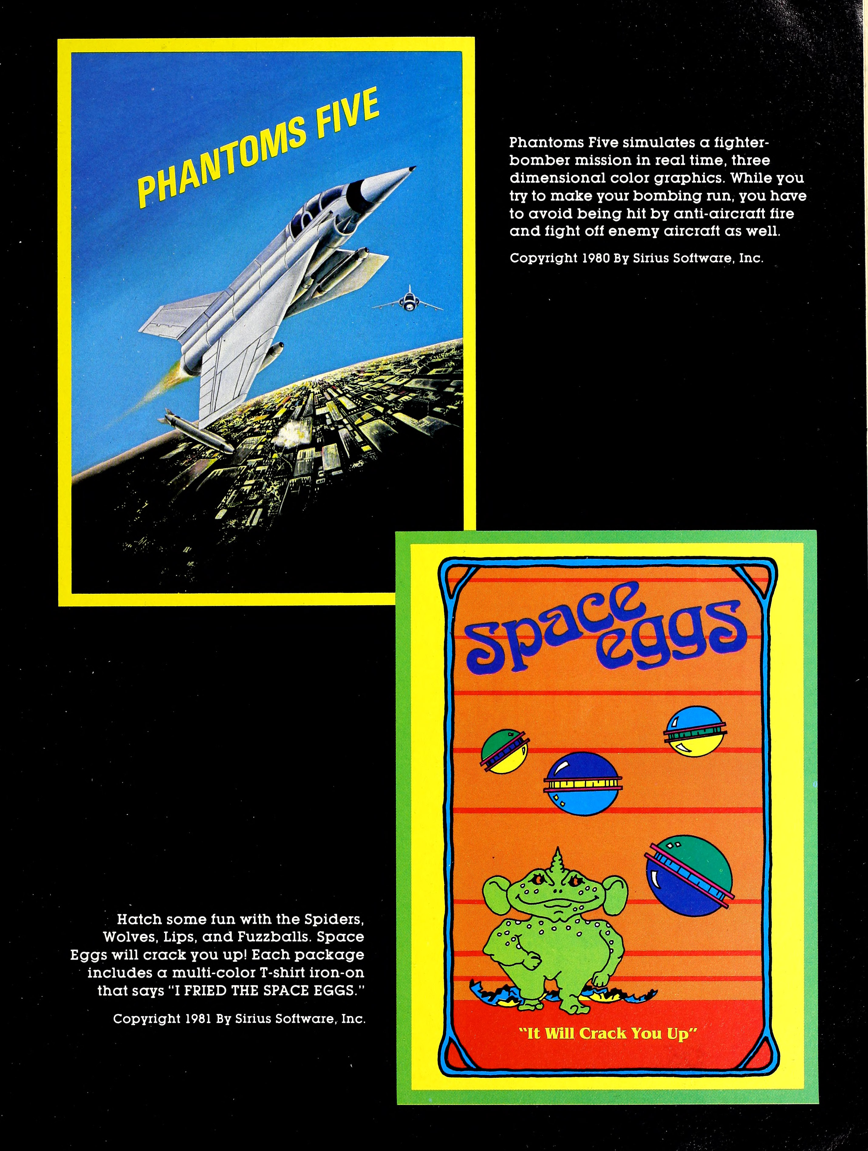 PHANTOMS FIVE
Phantoms Five simulates a fighter-
bomber mission in real time, three
dimensional color graphics. While you
try to make your bombing run, you have
to avoid being hit by anti-aircraft fire
and fight off enemy aircraft as well.
Copyright 1980 By Sirius Software, Inc.
space
eggs
"It Will Crack You Up"
Hatch some fun with the Spiders,
Wolves, Lips, and Fuzzballs. Space
Eggs will crack you up! Each package
includes a multi-color T-shirt iron-on
that says "I FRIED THE SPACE EGGS."
Copyright 1981 By Sirius Software, Inc.